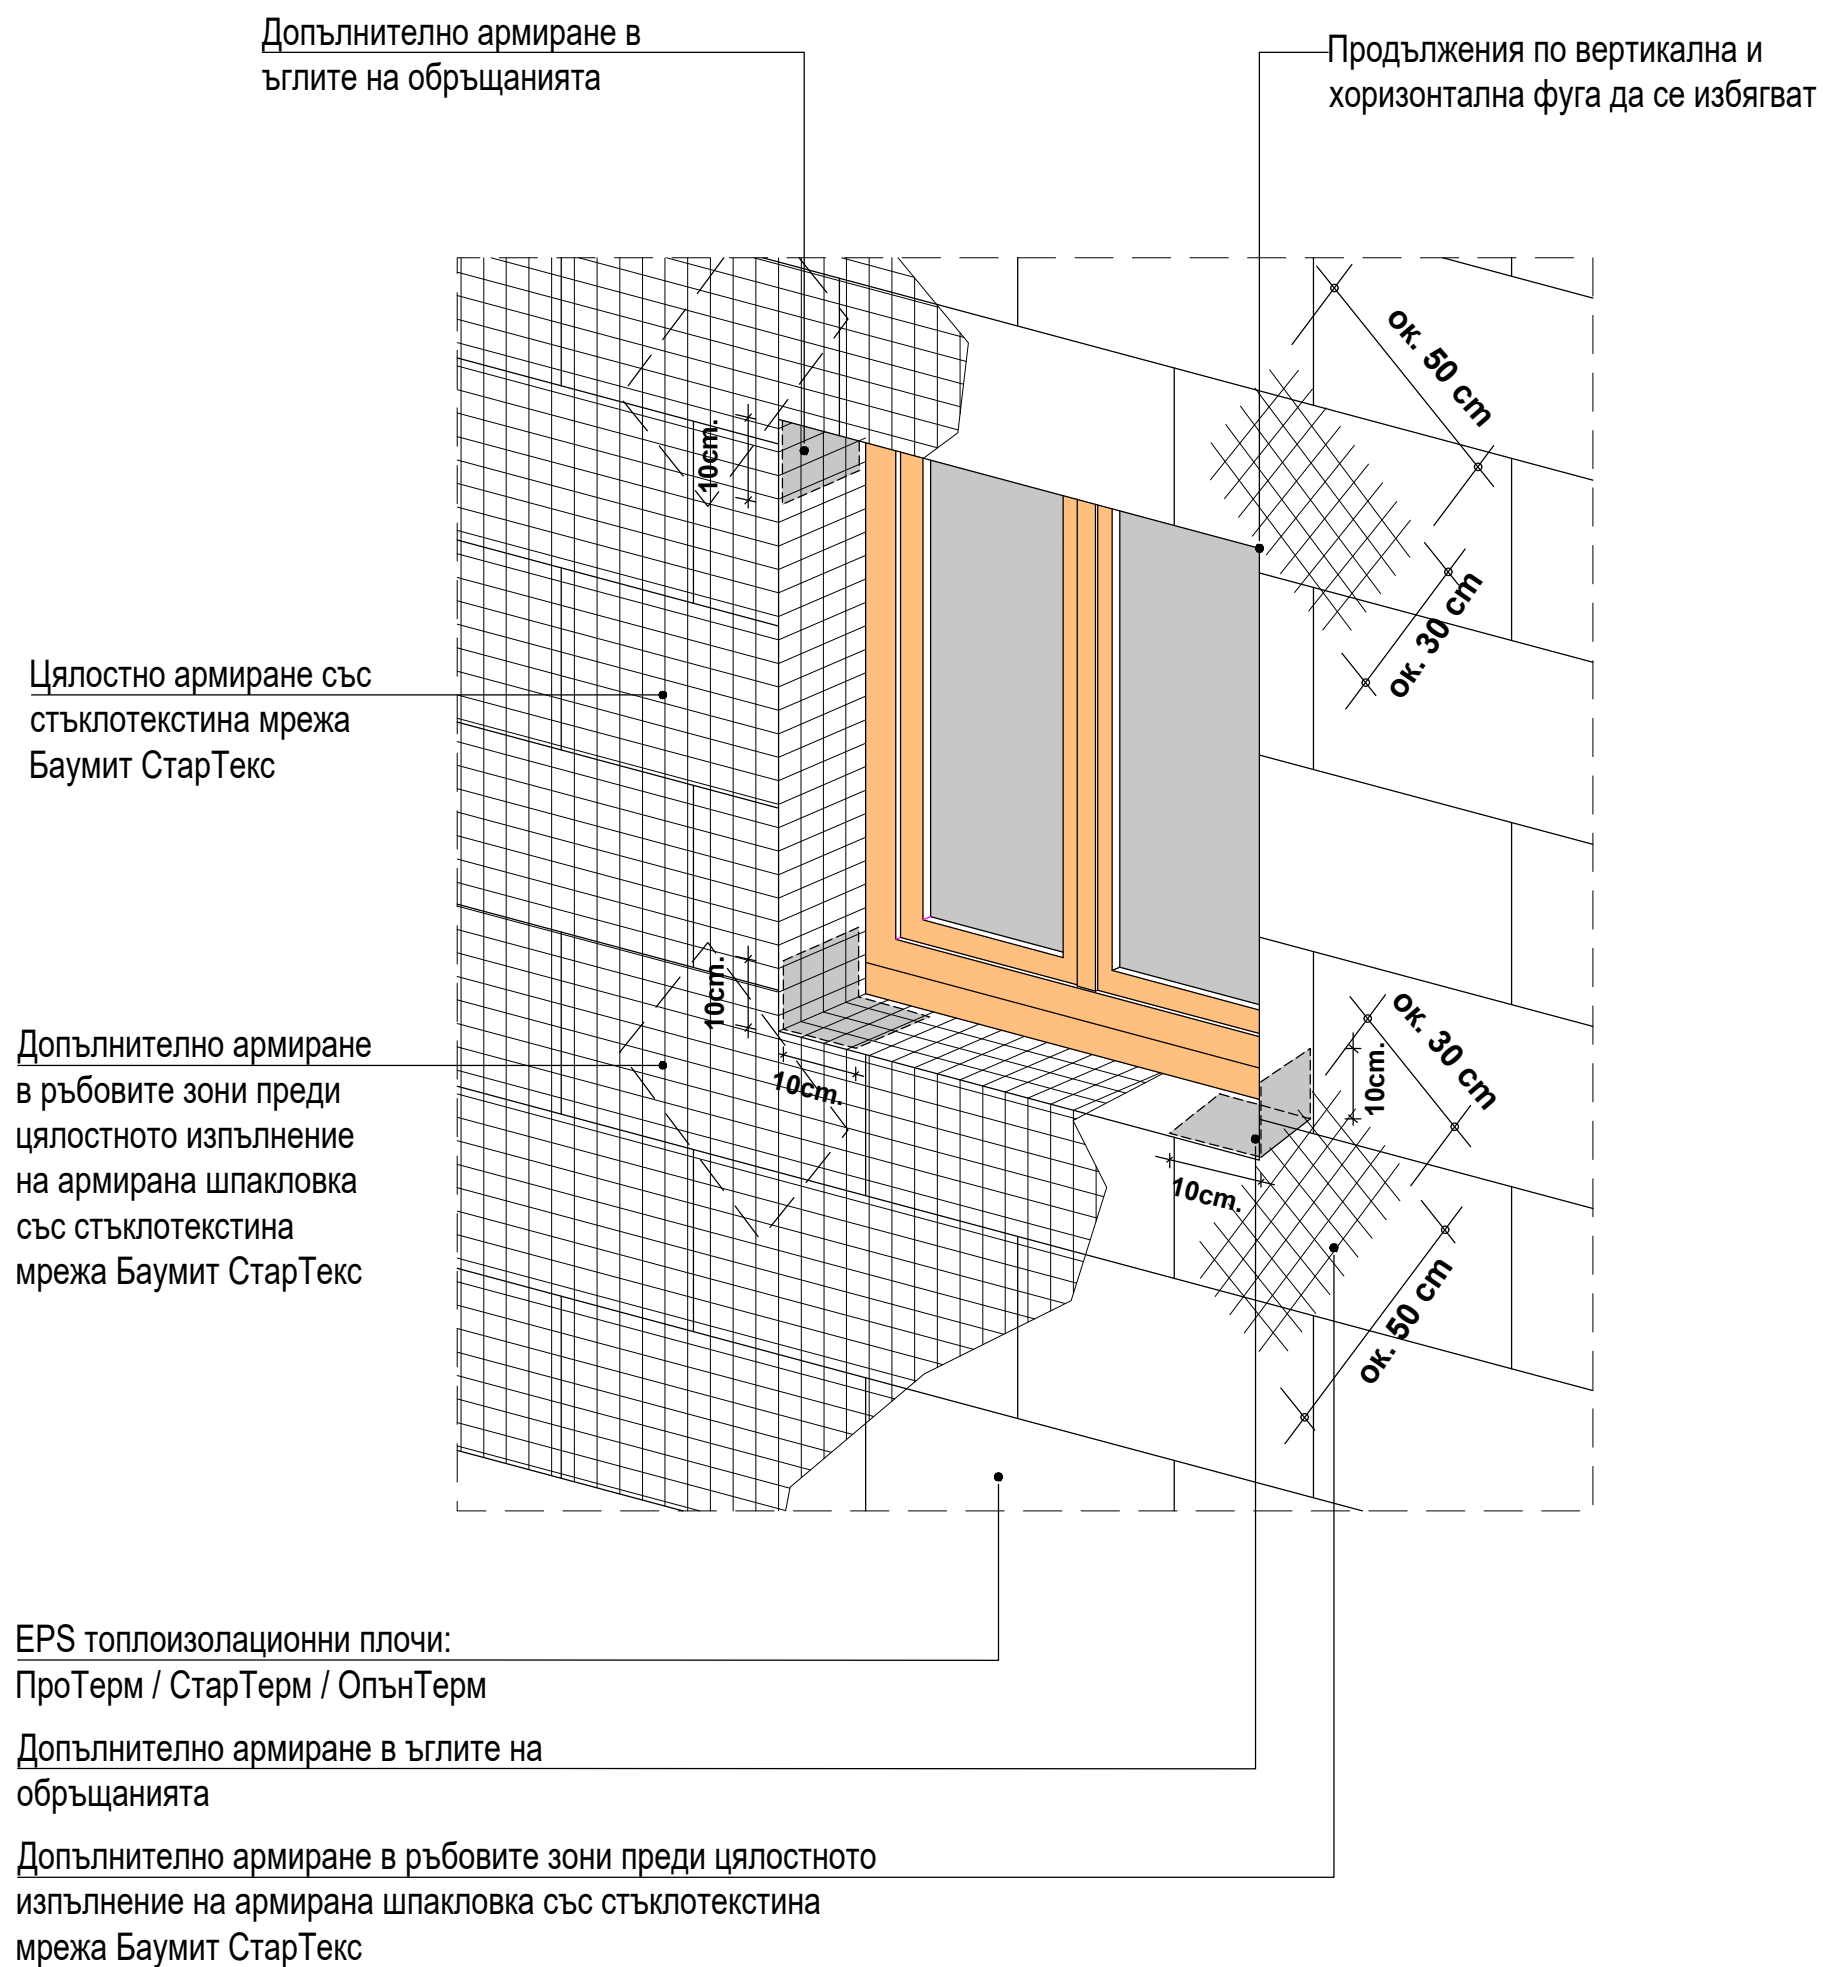 Допълнително армиране в
ъглите на обръщанията
Продължения по вертикална и
хоризонтална фуга да се избягват
ок. 50 cm
10cm.
ок. 30 cm
Цялостно армиране със
стъклотекстина мрежа
Баумит СтарТекс
10cm.
10cm.
ок. 30 cm
10cm.
10cm.
ок. 50 cm
Допълнително армиране
в ръбовите зони преди
цялостното изпълнение
на армирана шпакловка
със стъклотекстина
мрежа Баумит СтарТекс
EPS топлоизолационни плочи:
ПроТерм / СтарТерм / ОпънТерм
Допълнително армиране в ъглите на
обръщанията
Допълнително армиране в ръбовите зони преди цялостното
изпълнение на армирана шпакловка със стъклотекстина
мрежа Баумит СтарТекс